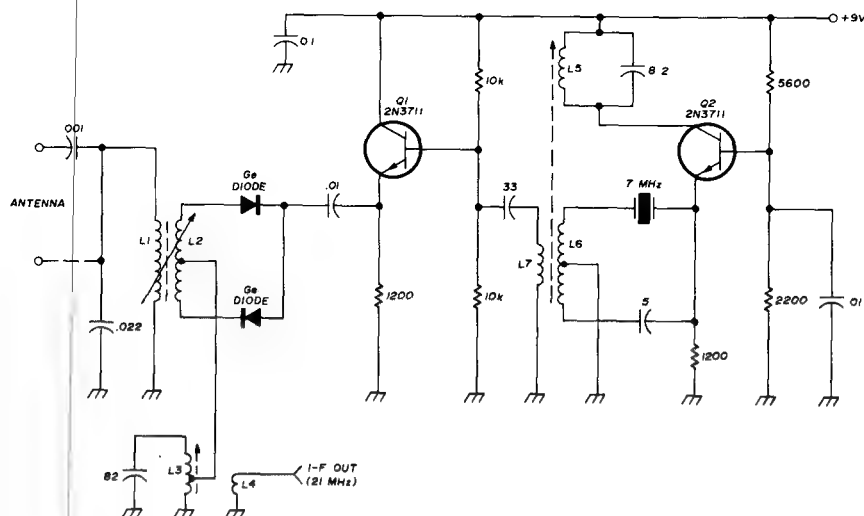 +9V
01
L5
8 2
10k
5600
Q1
2N3711
Q2
2N3711
.001
Ge
DIODE
.01
33
7 MHz
ANTENNA
L1
L2
L7
L6
Ge
DIODE
1200
10k
5
2200
01
.022
1200
82
L3
L4
I-F OUT
(21 MHz)